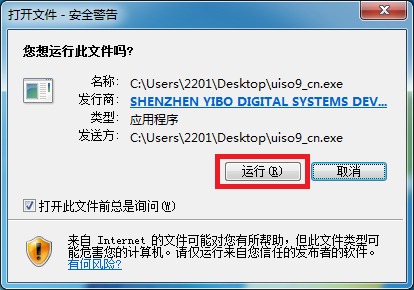 打开文件 - 安全警告
您想运行此文件吗?
名称: C:\Users\2201\Desktop\uiso9_cn.exe
发行商: SHENZHEN YIBO DIGITAL SYSTEMS DEV...
类型: 应用程序
发送方: C:\Users\2201\Desktop\uiso9_cn.exe
运行(R) 取消
打开此文件前总是询问(W)
来自 Internet 的文件可能对您有所帮助，但此文件类型可
能危害您的计算机。请仅运行来自您信任的发布者的软件。
有何风险?